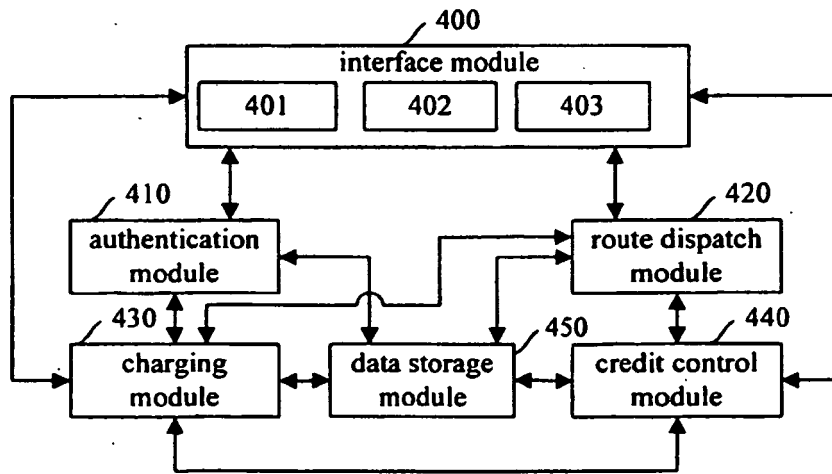 400
interface module
401
402
403
410
420
authentication
module
route dispatch
module
430
450
440
charging
module
data storage
module
credit control
module